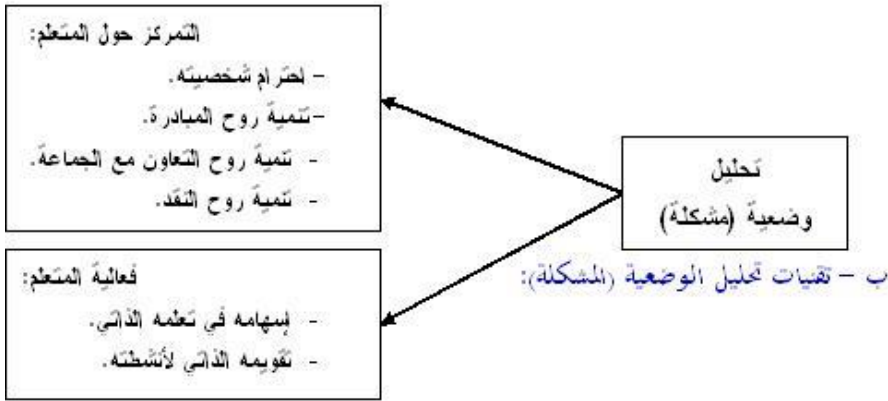 التمركز حول المتعلم:
- احترام شخصيته.
-تنمية روح المبادرة.
- تنمية روح التعاون مع الجماعة.
- تنمية روح النقد.
تحليل
وضعية (مشكلة)
ب - تقنيات تحليل الوضعية (المشكلة):
فعالية المتعلم:
- إسهامه في تعلمه الذاتي.
- تقويمه الذاتي لأنشطته.